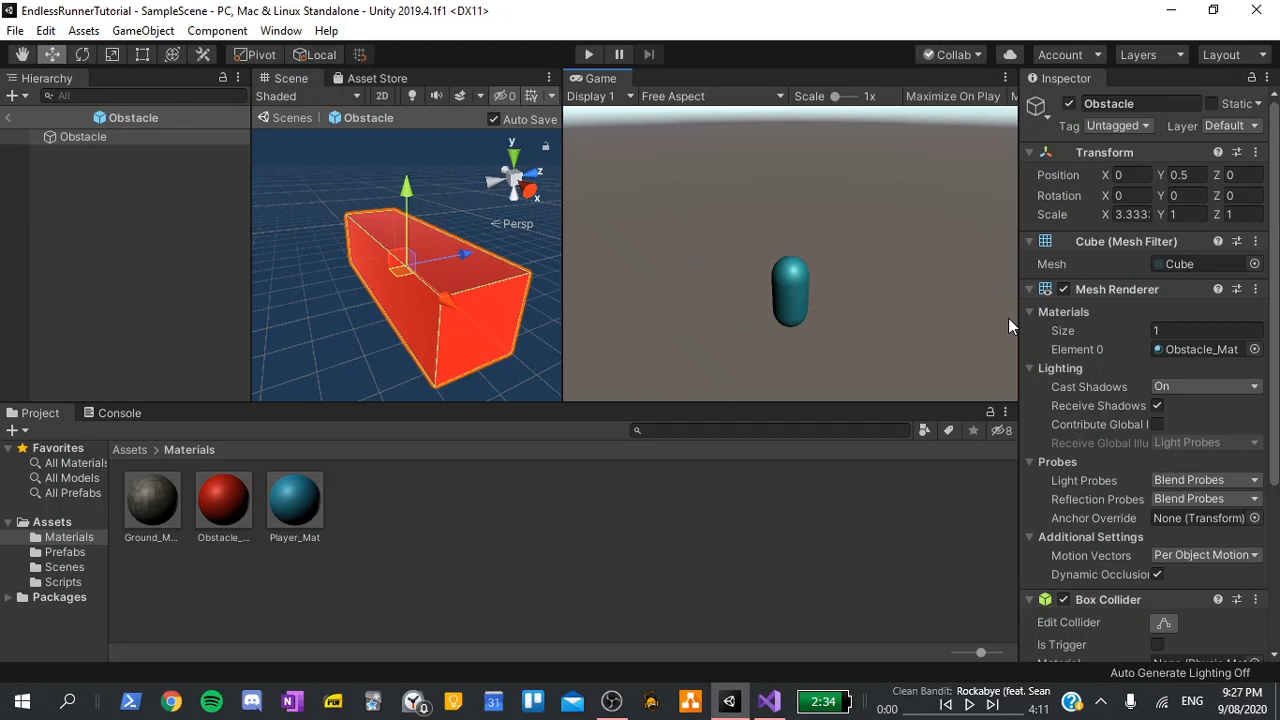 EndlessRunnerTutorial - SampleScene - PC, Mac & Linux Standalone - Unity 2019.4.1f1 <DX11>
File Edit Assets GameObject Component Window Help
Pivot Local Collab Account Layers Layout
Hierarchy Scene Asset Store Game Inspector
All Shaded 2D 0 Display 1 Free Aspect Scale 1x Maximize On Play Obstacle Static
Obstacle Scenes Obstacle Auto Save Tag Untagged Layer Default
Obstacle
y
z
x
Persp
Transform
Position X 0 Y 0.5 Z 0
Rotation X 0 Y 0 Z 0
Scale X 3.333 Y 1 Z 1
Cube (Mesh Filter)
Mesh Cube
Mesh Renderer
Materials
Size 1
Element 0 Obstacle_Mat
Lighting
Cast Shadows On
Receive Shadows
Contribute Global I
Receive Global Illu Light Probes
Probes
Light Probes Blend Probes
Reflection Probes Blend Probes
Anchor Override None (Transform)
Additional Settings
Motion Vectors Per Object Motion
Dynamic Occlusion
Box Collider
Edit Collider
Is Trigger
Project Console
8
Favorites
All Materials
All Models
All Prefabs
Assets
Materials
Prefabs
Scenes
Scripts
Packages
Assets Materials
Ground_M... Obstacle_... Player_Mat
Auto Generate Lighting Off
2:34
Clean Bandit: Rockabye (feat. Sean
0:00 4:11
ENG
9:27 PM
9/08/2020